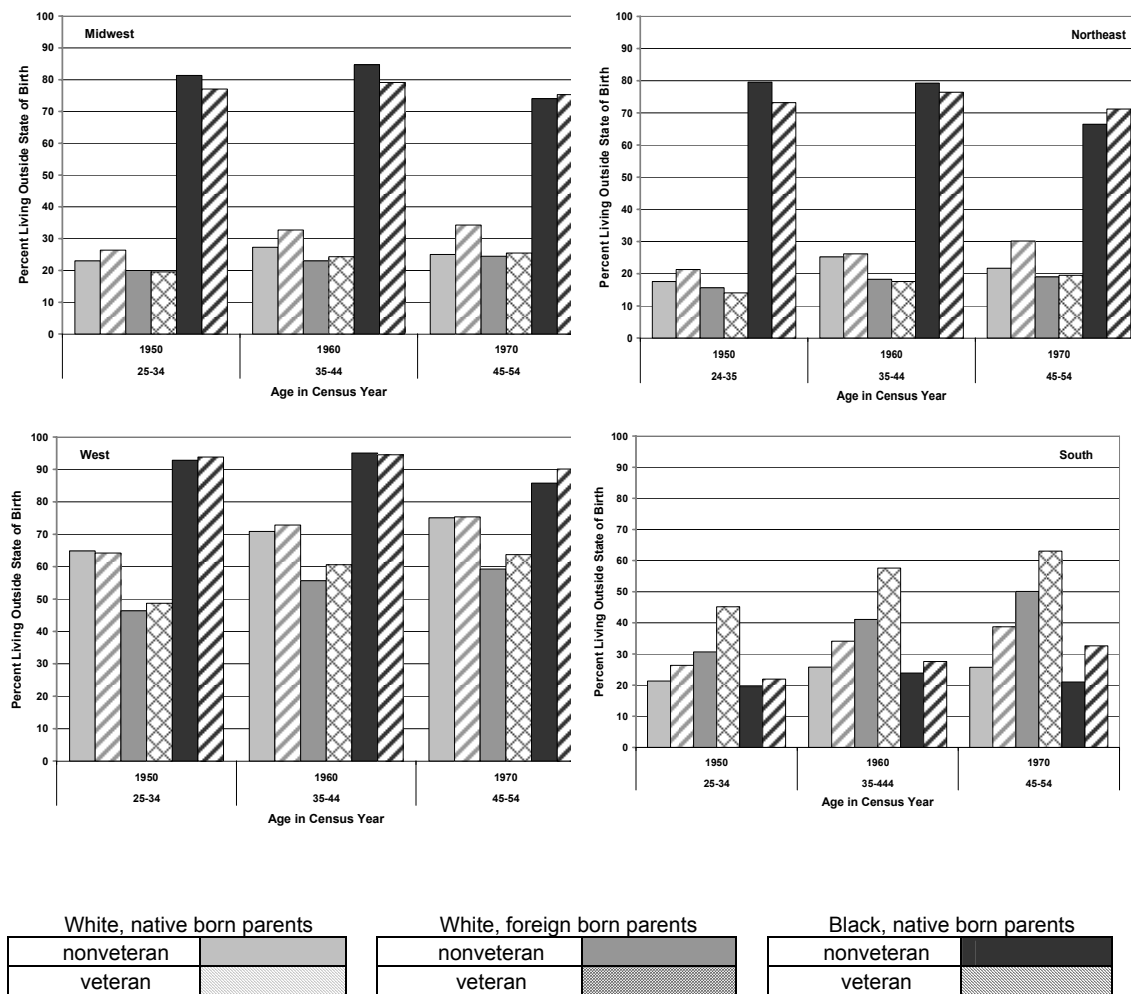 Midwest
Percent Living Outside State of Birth
100
90
80
70
60
50
40
30
20
10
0
1950 1960 1970
25-34 35-44 45-54
Age in Census Year
Northeast
Percent Living Outside State of Birth
100
90
80
70
60
50
40
30
20
10
0
1950 1960 1970
24-35 35-44 45-54
Age in Census Year
West
Percent Living Outside State of Birth
100
90
80
70
60
50
40
30
20
10
0
1950 1960 1970
25-34 35-44 45-54
Age in Census Year
South
Percent Living Outside State of Birth
100
90
80
70
60
50
40
30
20
10
0
1950 1960 1970
25-34 35-444 45-54
Age in Census Year
White, native born parents
nonveteran
veteran
White, foreign born parents
nonveteran
veteran
Black, native born parents
nonveteran
veteran